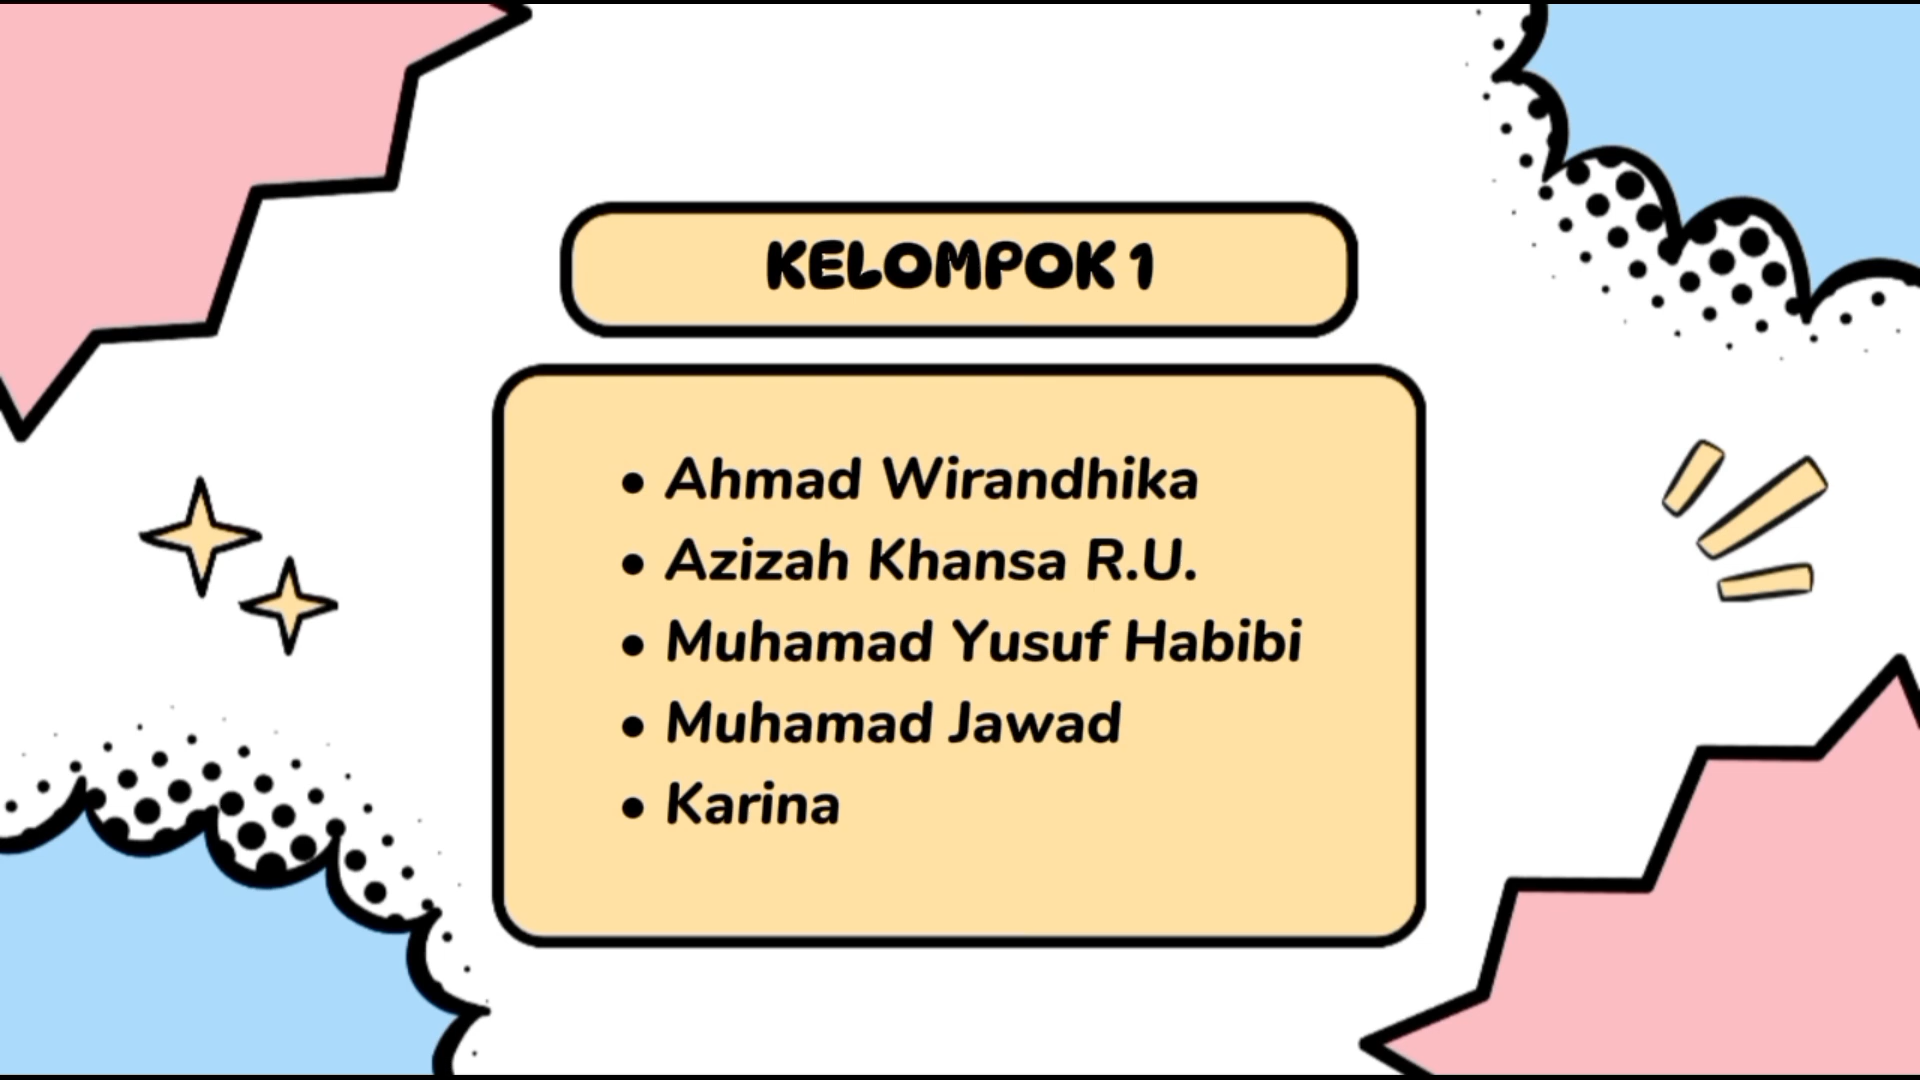 KELOMPOK 1
• Ahmad Wirandhika
• Azizah Khansa R.U.
• Muhamad Yusuf Habibi
• Muhamad Jawad
• Karina